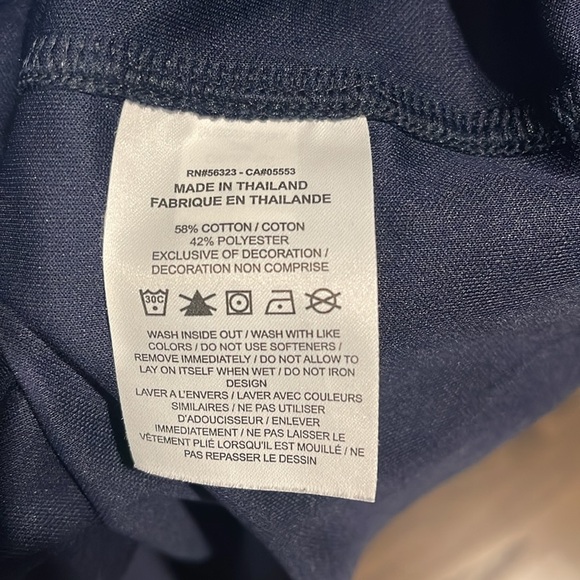 RN#56323 - CA#05553
MADE IN THAILAND
FABRIQUE EN THAILANDE
58% COTTON / COTON
42% POLYESTER
EXCLUSIVE OF DECORATION /
DECORATION NON COMPRISE
30C
WASH INSIDE OUT / WASH WITH LIKE
COLORS / DO NOT USE SOFTENERS /
REMOVE IMMEDIATELY / DO NOT ALLOW TO
LAY ON ITSELF WHEN WET / DO NOT IRON
DESIGN
LAVER A L'ENVERS / LAVER AVEC COULEURS
SIMILAIRES / NE PAS UTILISER
D'ADOUCISSEUR / ENLEVER
IMMEDIATEMENT / NE PAS LAISSER LE
VÊTEMENT PLIÉ LORSQU'IL EST MOUILLÉ / NE
PAS REPASSER LE DESSIN